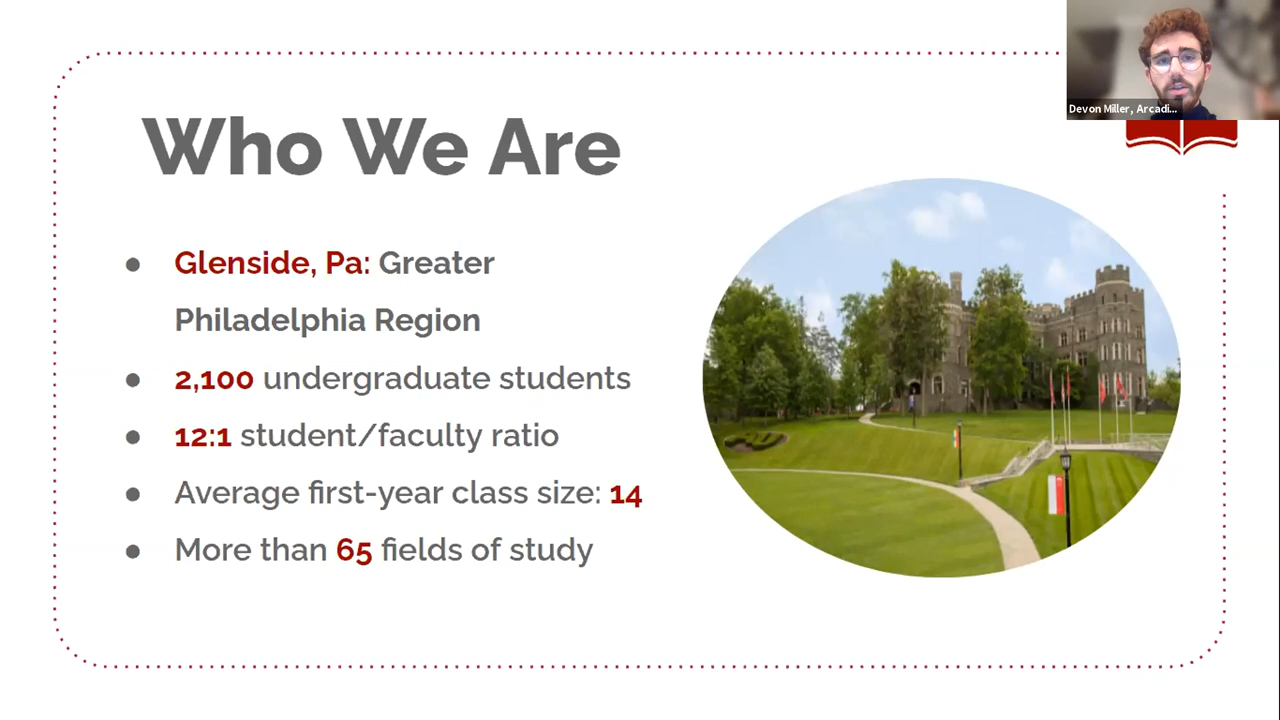 Devon Miller, Arcadi...
Who We Are
Glenside, Pa: Greater
Philadelphia Region
2,100 undergraduate students
12:1 student/faculty ratio
Average first-year class size: 14
More than 65 fields of study